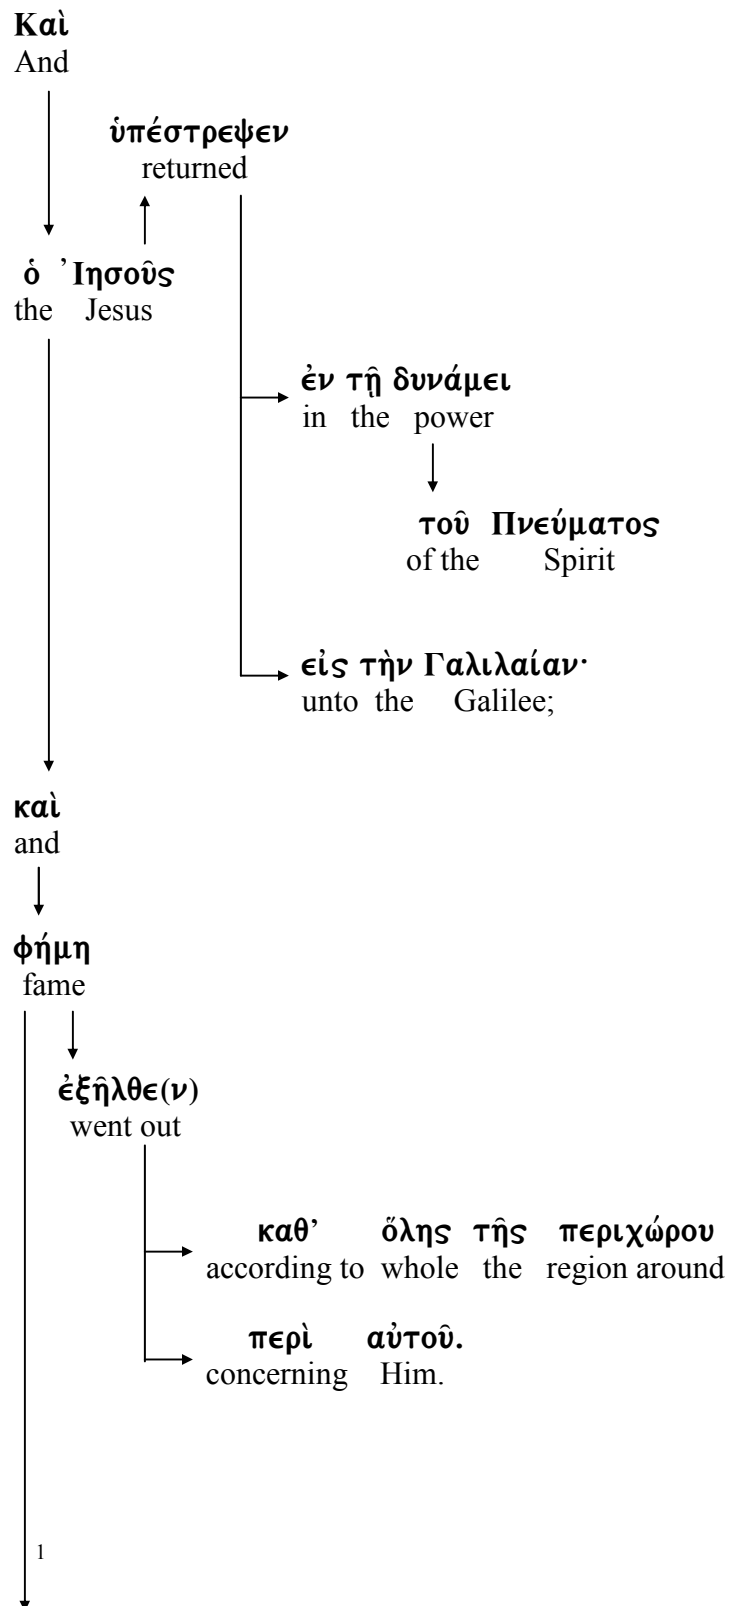 Καὶ
And
ὑπέστρεψεν
returned
ὁ ᾿Ιησοῦς
the Jesus
ἐν τῇ δυνάμει
in the power
τοῦ Πνεύματος
of the Spirit
εἰς τὴν Γαλιλαίαν·
unto the Galilee;
καὶ
and
φήμη
fame
ἐξῆλθε(ν)
went out
καθ’ ὅλης τῆς περιχώρου
according to whole the region around
περὶ αὐτοῦ.
concerning Him.
1